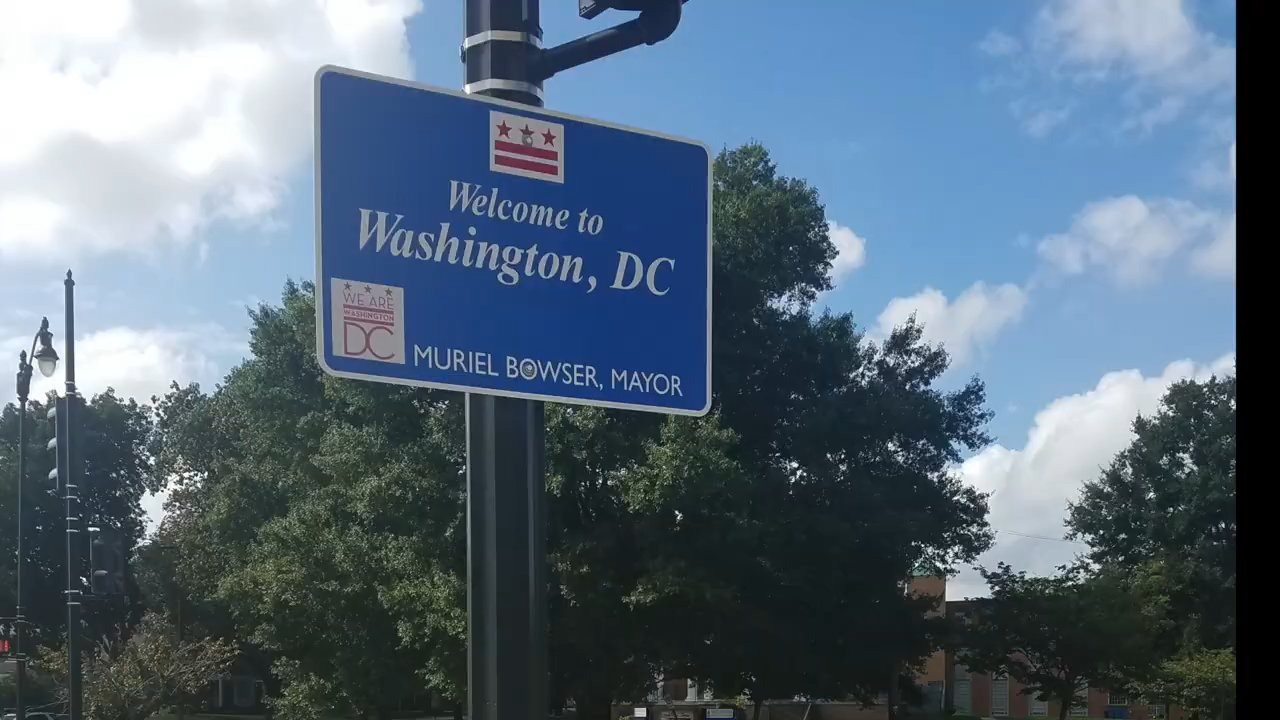 Welcome to
Washington, DC
WE ARE
WASHINGTON
DC
MURIEL BOWSER, MAYOR